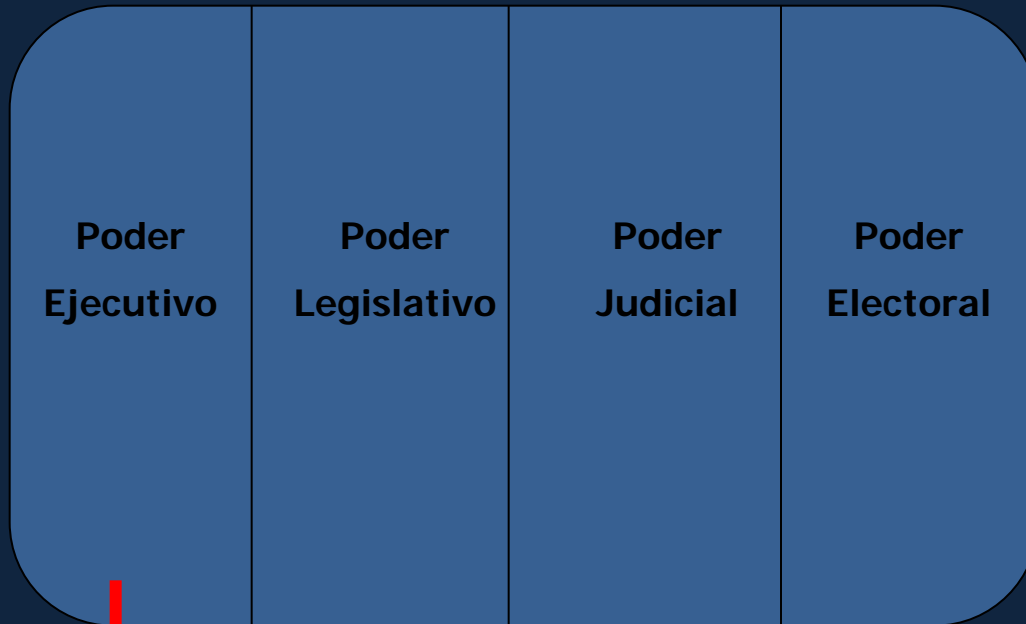 Poder
Ejecutivo
Poder
Legislativo
Poder
Judicial
Poder
Electoral